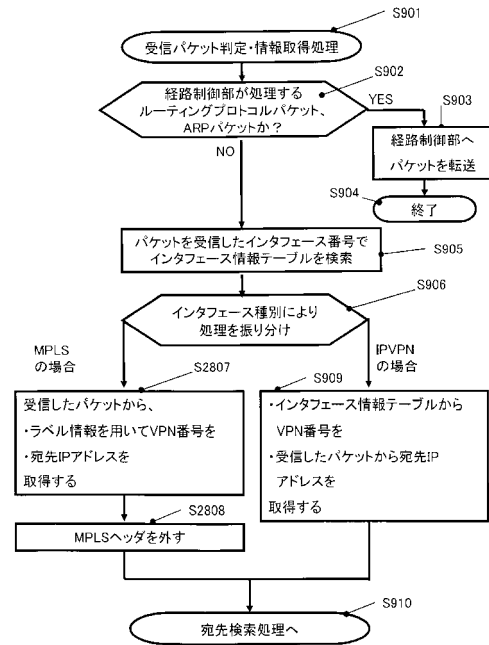 S901
受信パケット判定・情報取得処理
S902
経路制御部が処理する
ルーティングプロトコルパケット、
ARPパケットか？
YES
S903
経路制御部へ
パケットを転送
NO
S904
終了
パケットを受信したインタフェース番号で
インタフェース情報テーブルを検索
S905
S906
インタフェース種別により
処理を振り分け
MPLS
の場合
IPVPN
の場合
S2807
受信したパケットから、
・ラベル情報を用いてVPN番号を
・宛先IPアドレスを
取得する
S909
・インタフェース情報テーブルから
VPN番号を
・受信したパケットから宛先IP
アドレスを
取得する
S2808
MPLSヘッダを外す
S910
宛先検索処理へ